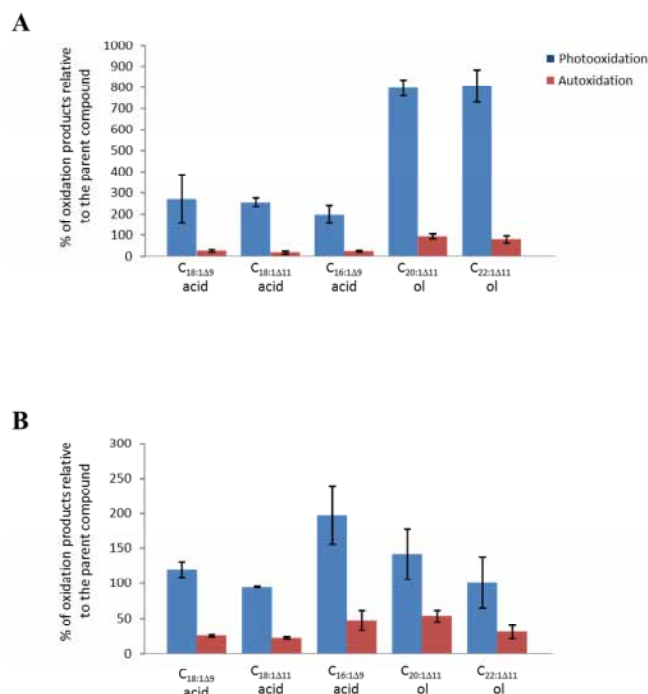 A
% of oxidation products relative
to the parent compound
1000
900
800
700
600
500
400
300
200
100
0
Photooxidation
Autoxidation
C18:1Δ9 C18:1Δ11 C16:1Δ9 C20:1Δ11 C22:1Δ11
acid acid acid ol ol
B
% of oxidation products relative
to the parent compound
300
250
200
150
100
50
0
C18:1Δ9 C18:1Δ11 C16:1Δ9 C20:1Δ11 C22:1Δ11
acid acid acid ol ol